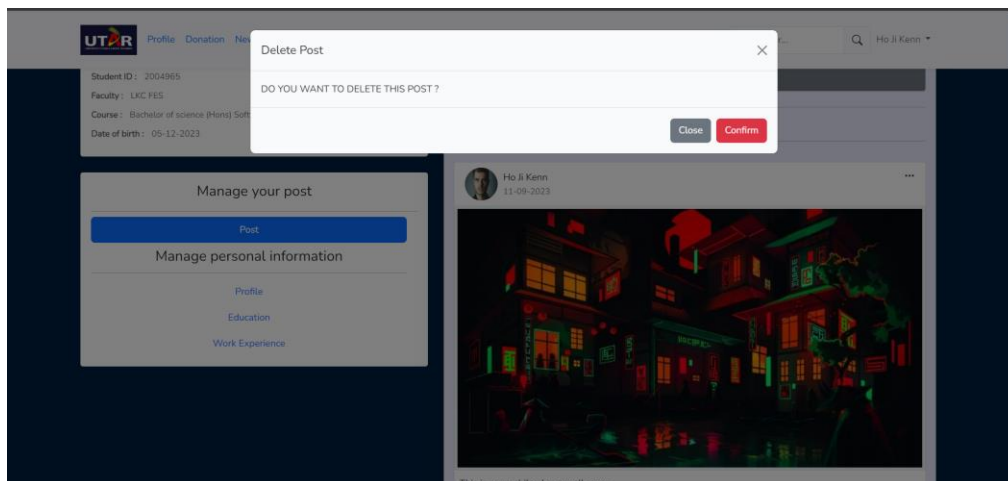 UTAR
Profile Donation
Ho Ji Kenn
Delete Post
DO YOU WANT TO DELETE THIS POST ?
Close Confirm
Student ID : 2004965
Faculty : LKC FES
Course : Bachelor of science (Hons) Soft
Date of birth : 05-12-2023
Manage your post
Post
Manage personal information
Profile
Education
Work Experience
Ho Ji Kenn
11-09-2023